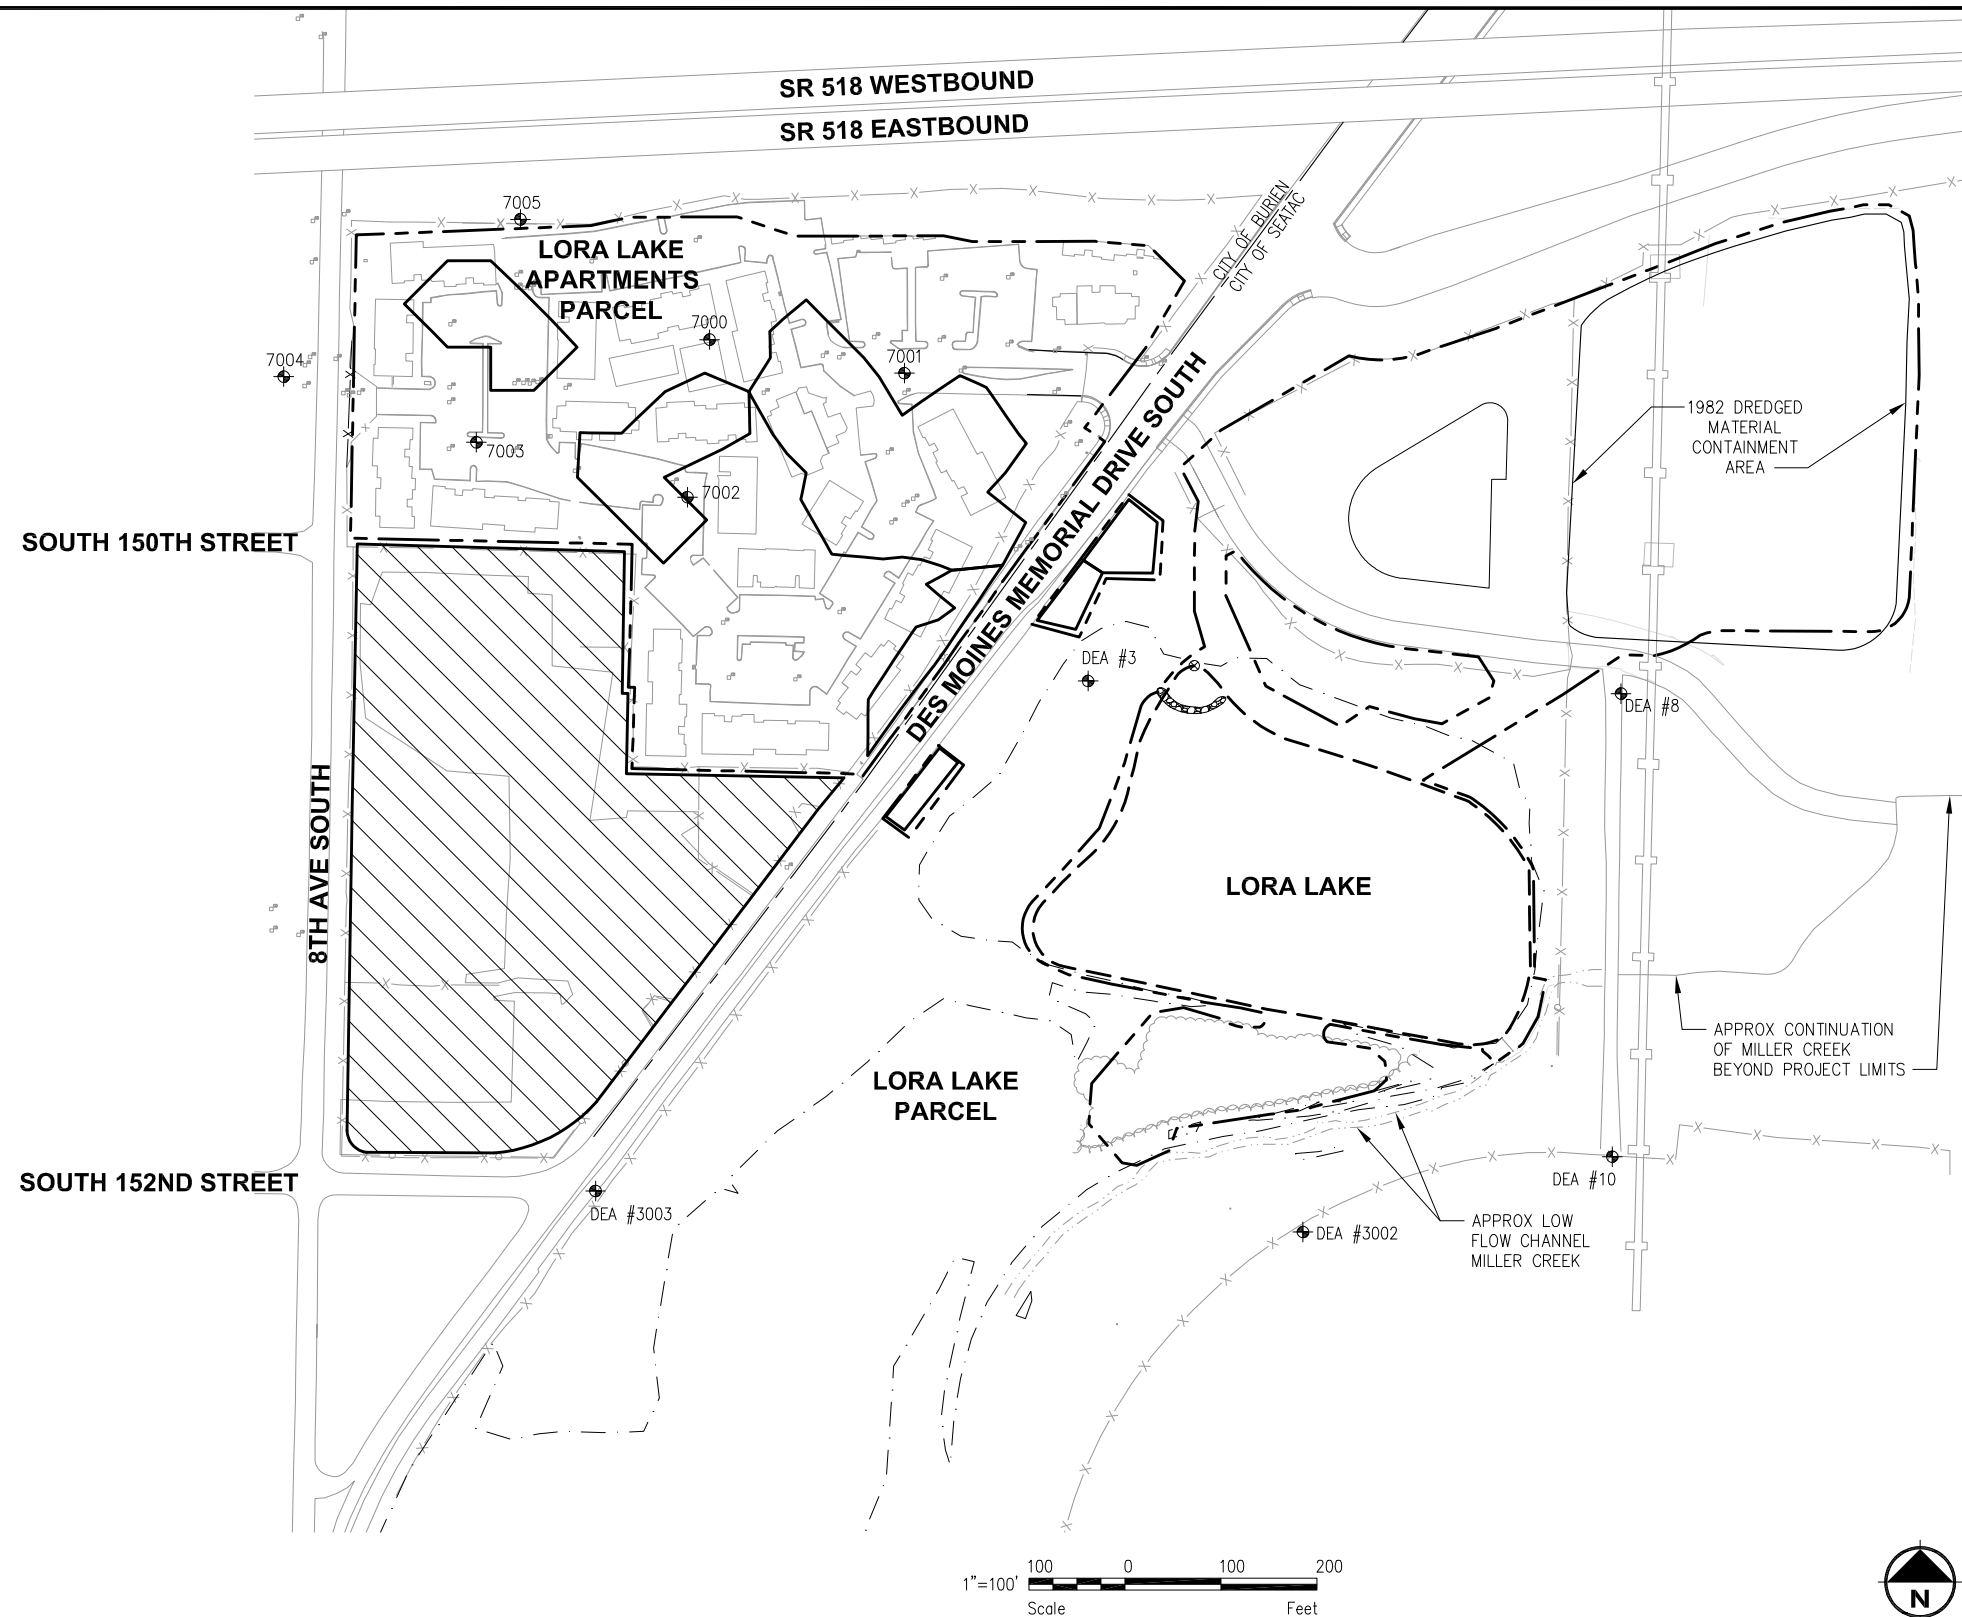 SR 518 WESTBOUND
SR 518 EASTBOUND
CITY OF BURIEN
CITY OF SEATAC
7005
LORA LAKE
APARTMENTS
PARCEL
7000
7001
7004
7003
7002
DES MOINES MEMORIAL DRIVE SOUTH
1982 DREDGED
MATERIAL
CONTAINMENT
AREA
SOUTH 150TH STREET
DEA #3
DEA #8
8TH AVE SOUTH
LORA LAKE
APPROX CONTINUATION
OF MILLER CREEK
BEYOND PROJECT LIMITS
LORA LAKE
PARCEL
SOUTH 152ND STREET
DEA #10
DEA #3003
DEA #3002
APPROX LOW
FLOW CHANNEL
MILLER CREEK
100 0 100 200
1"=100'
Scale Feet
N